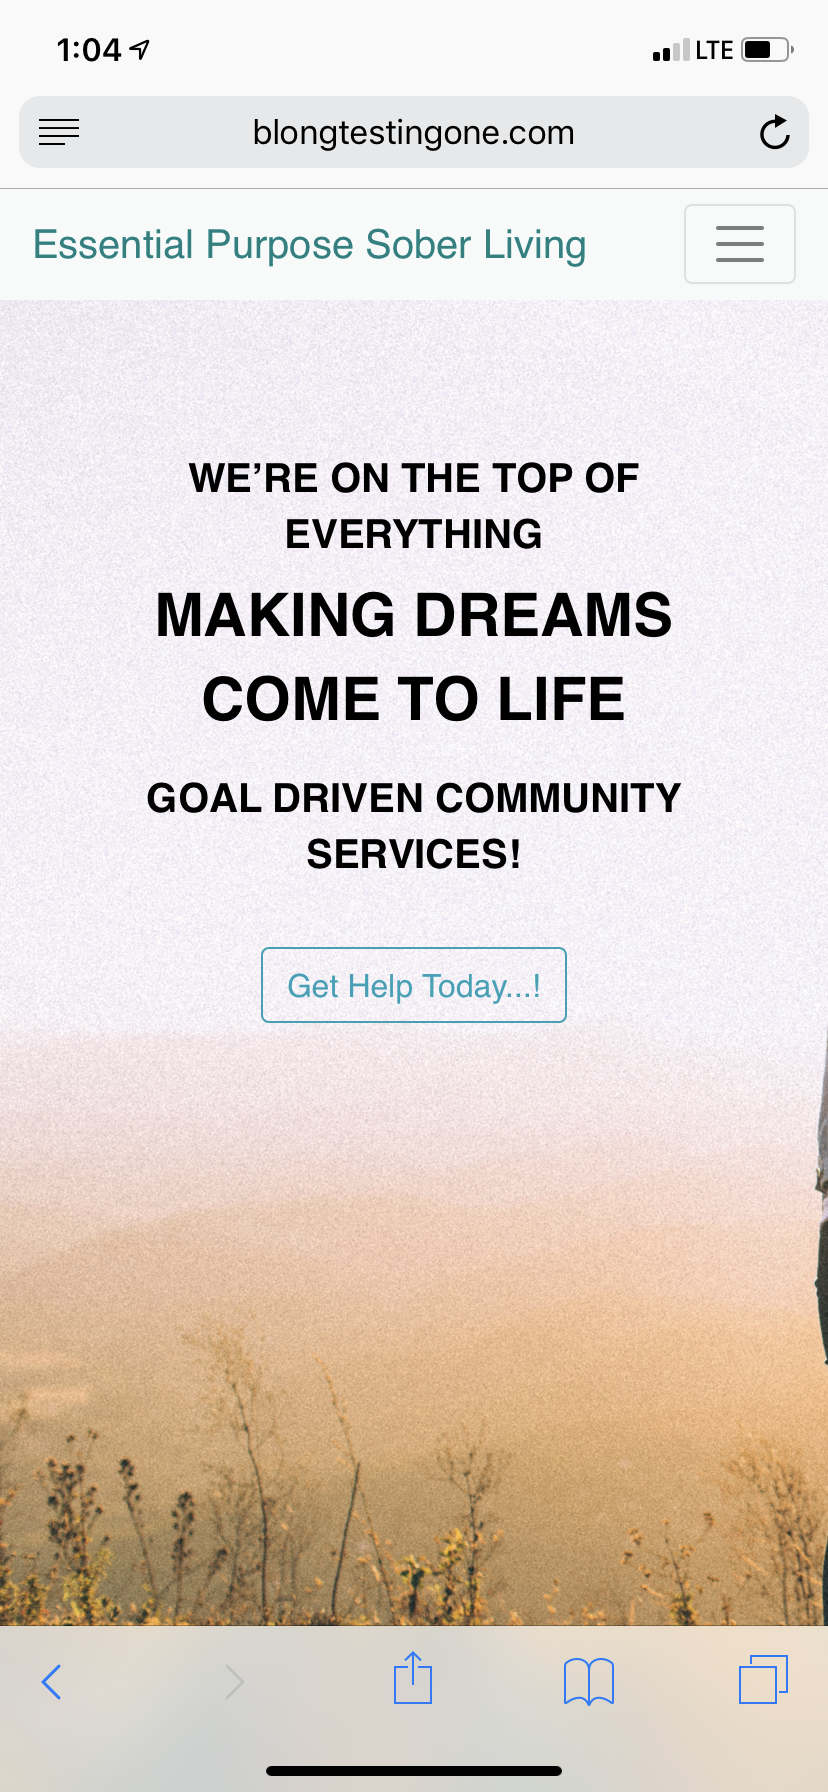 1:04
LTE
blongtestingone.com
Essential Purpose Sober Living
WE’RE ON THE TOP OF
EVERYTHING
MAKING DREAMS
COME TO LIFE
GOAL DRIVEN COMMUNITY
SERVICES!
Get Help Today...!